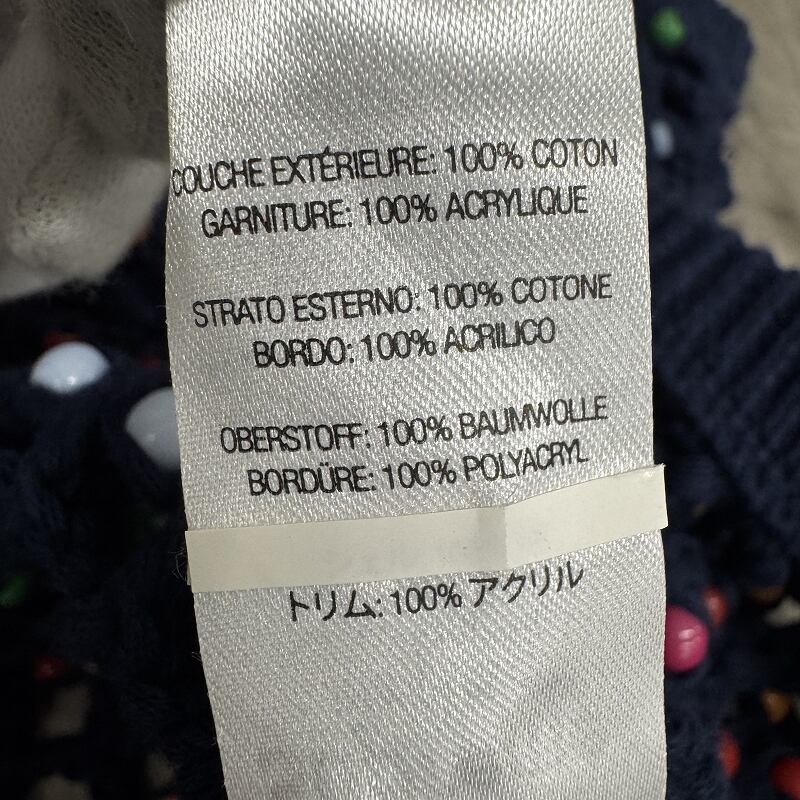 COUCHE EXTÉRIEURE: 100% COTON
GARNITURE: 100% ACRYLIQUE
STRATO ESTERNO: 100% COTONE
BORDO: 100% ACRILICO
OBERSTOFF: 100% BAUMWOLLE
BORDÜRE: 100% POLYACRYL
トリム: 100% アクリル